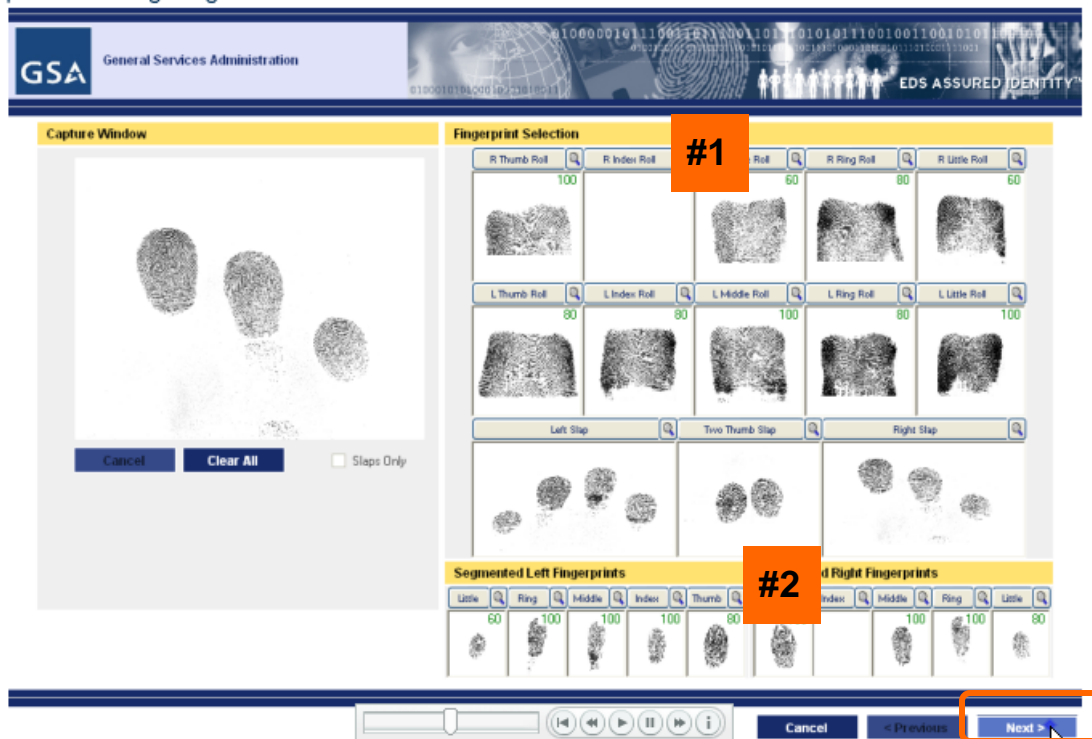 GSA
General Services Administration
EDS ASSURED IDENTITY™
Capture Window
Fingerprint Selection
#1
R Thumb Roll
R Index Roll
Roll
R Ring Roll
R Little Roll
100
60
80
60
L Thumb Roll
L Index Roll
L Middle Roll
L Ring Roll
L Little Roll
80
80
100
80
100
Left Slap
Two Thumb Slap
Right Slap
Cancel
Clear All
Slaps Only
Segmented Left Fingerprints
#2
d Right Fingerprints
Little
Ring
Middle
Index
Thumb
Index
Middle
Ring
Little
60
100
100
100
80
100
100
80
Cancel
< Previous
Next >